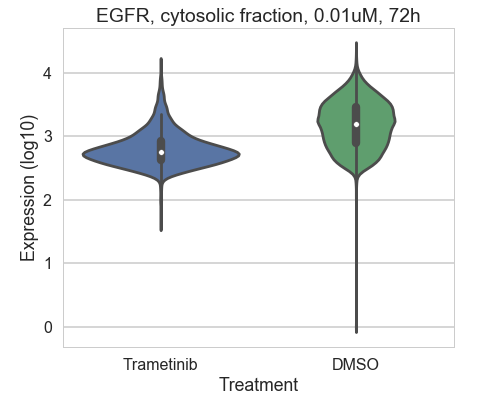 EGFR, cytosolic fraction, 0.01uM, 72h
Expression (log10)
4
3
2
1
0
Trametinib DMSO
Treatment